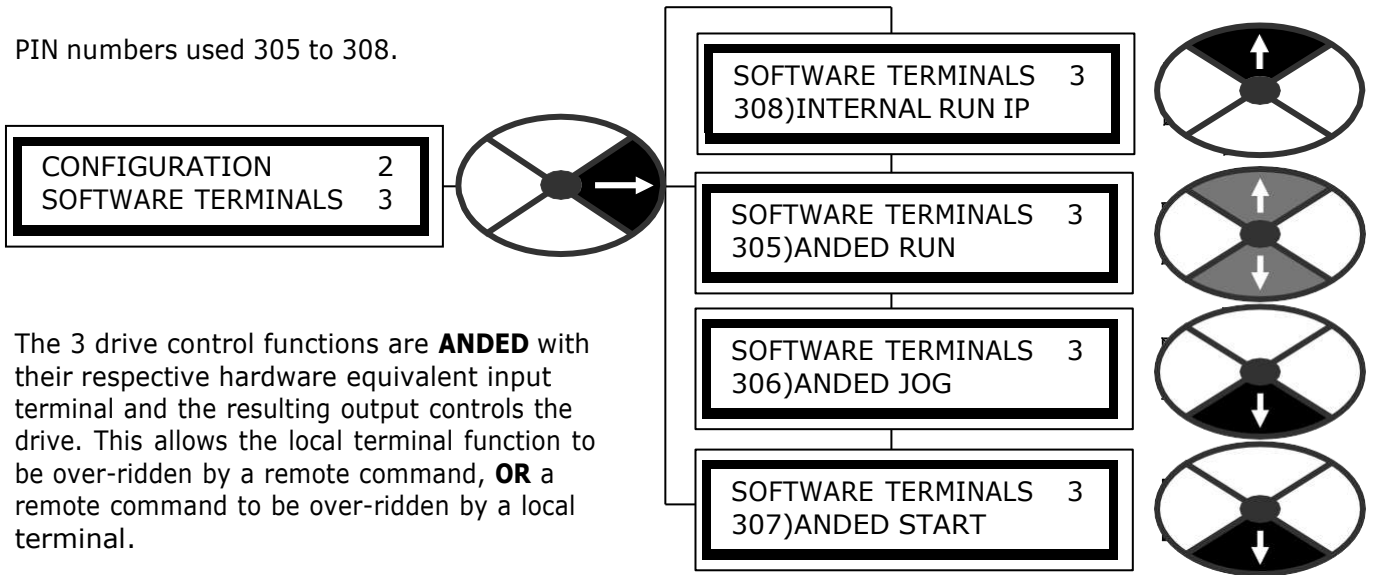 PIN numbers used 305 to 308.
CONFIGURATION 2
SOFTWARE TERMINALS 3
The 3 drive control functions are ANDED with
their respective hardware equivalent input
terminal and the resulting output controls the
drive. This allows the local terminal function to
be over-ridden by a remote command, OR a
remote command to be over-ridden by a local
terminal.
SOFTWARE TERMINALS 3
308)INTERNAL RUN IP
SOFTWARE TERMINALS 3
305)ANDED RUN
SOFTWARE TERMINALS 3
306)ANDED JOG
SOFTWARE TERMINALS 3
307)ANDED START